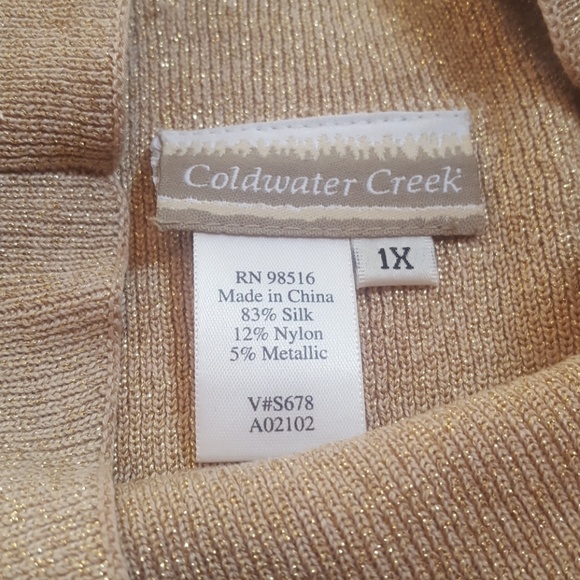 Coldwater Creek
1X
RN 98516
Made in China
83% Silk
12% Nylon
5% Metallic
V#S678
A02102